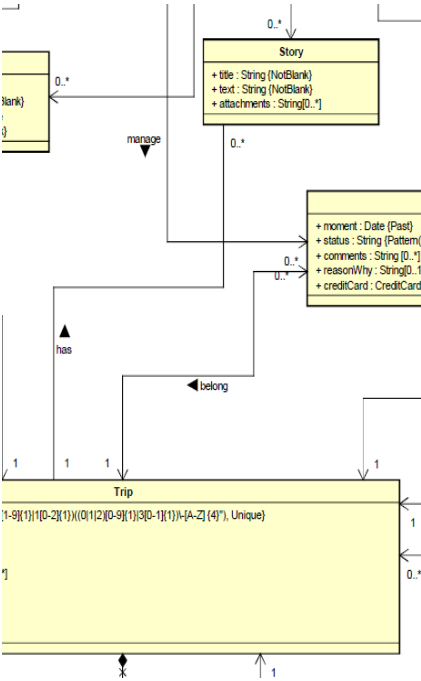 0..*
Story
0..*
+ title : String {NotBlank}
+ text : String {NotBlank}
+ attachments : String[0..*]
Blank}
manage
0..*
+ moment : Date {Past}
+ status : String {Pattern(
+ comments : String [0..*]
0..*
+ reasonWhy : String[0..1
0..*
+ creditCard : CreditCard
has
belong
1
1
1
1
Trip
[1-9]{1}|1[0-2]{1})((0|1|2)[0-9]{1}|3[0-1]{1})\-[A-Z]{4}"), Unique}
1
*]
0..*
1